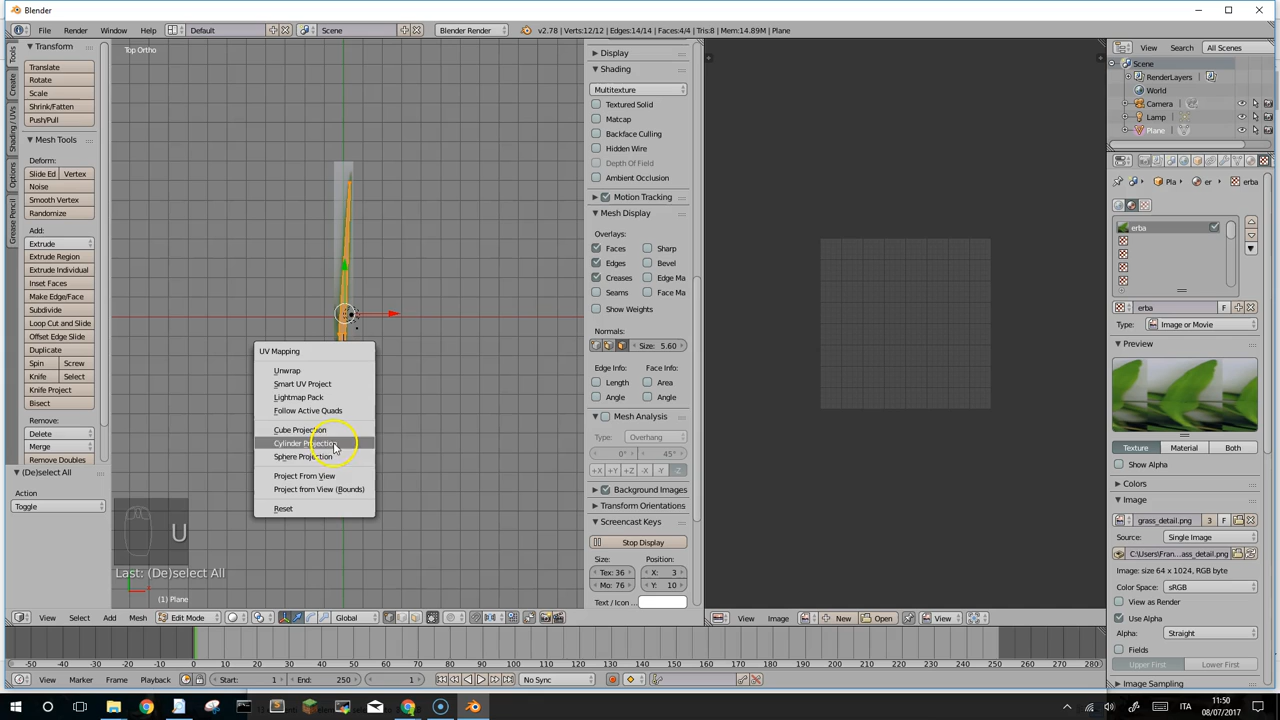 Blender
File Render Window Help Default Scene Blender Render v2.78 | Verts:12/12 | Edges:14/14 | Faces:4/4 | Tris:8 | Mem:14.89M | Plane
View Search All Scenes
Tools
Create
Shading / UVs
Options
Grease Pencil
Transform
Translate
Rotate
Scale
Shrink/Fatten
Push/Pull
Mesh Tools
Deform:
Slide Ed Vertex
Noise
Smooth Vertex
Randomize
Add:
Extrude
Extrude Region
Extrude Individual
Inset Faces
Make Edge/Face
Subdivide
Loop Cut and Slide
Offset Edge Slide
Duplicate
Spin Screw
Knife Select
Knife Project
Bisect
Remove:
Delete
Merge
Remove Doubles
(De)select All
Action
Toggle
Top Ortho
UV Mapping
Unwrap
Smart UV Project
Lightmap Pack
Follow Active Quads
Cube Projection
Cylinder Projection
Sphere Projection
Project From View
Project from View (Bounds)
Reset
U
Last: (De)select All
(1) Plane
View Select Add Mesh Edit Mode Global
Display
Shading
Multitexture
Textured Solid
Matcap
Backface Culling
Hidden Wire
Depth Of Field
Ambient Occlusion
Motion Tracking
Mesh Display
Overlays:
Faces Sharp
Edges Bevel
Creases Edge Ma
Seams Face Ma
Show Weights
Normals:
Size: 5.60
Edge Info: Face Info:
Length Area
Angle Angle
Mesh Analysis
Type: Overhang
0° 45°
+X +Y +Z -X -Y -Z
Background Images
Transform Orientations
Screencast Keys
Stop Display
Size: Position:
Tex: 36 X: 3
Mo: 76 Y: 10
Text / Icon ...
View Image New Open View
Scene
RenderLayers
World
Camera
Lamp
Plane
Pla er erba
erba
erba F
Type: Image or Movie
Preview
Texture Material Both
Show Alpha
Colors
Image
grass_detail.png 3 F
Source: Single Image
C:\Users\Fran...ass_detail.png
Image: size 64 x 1024, RGB byte
Color Space: sRGB
View as Render
Use Alpha
Alpha: Straight
Fields
Upper First Lower First
Image Sampling
-50 -40 -30 -20 -10 0 10 20 30 40 50 60 70 80 90 100 110 120 130 140 150 160 170 180 190 200 210 220 230 240 250 260 270 280
View Marker Frame Playback Start: 1 End: 250 1 No Sync
ITA
11:50
08/07/2017